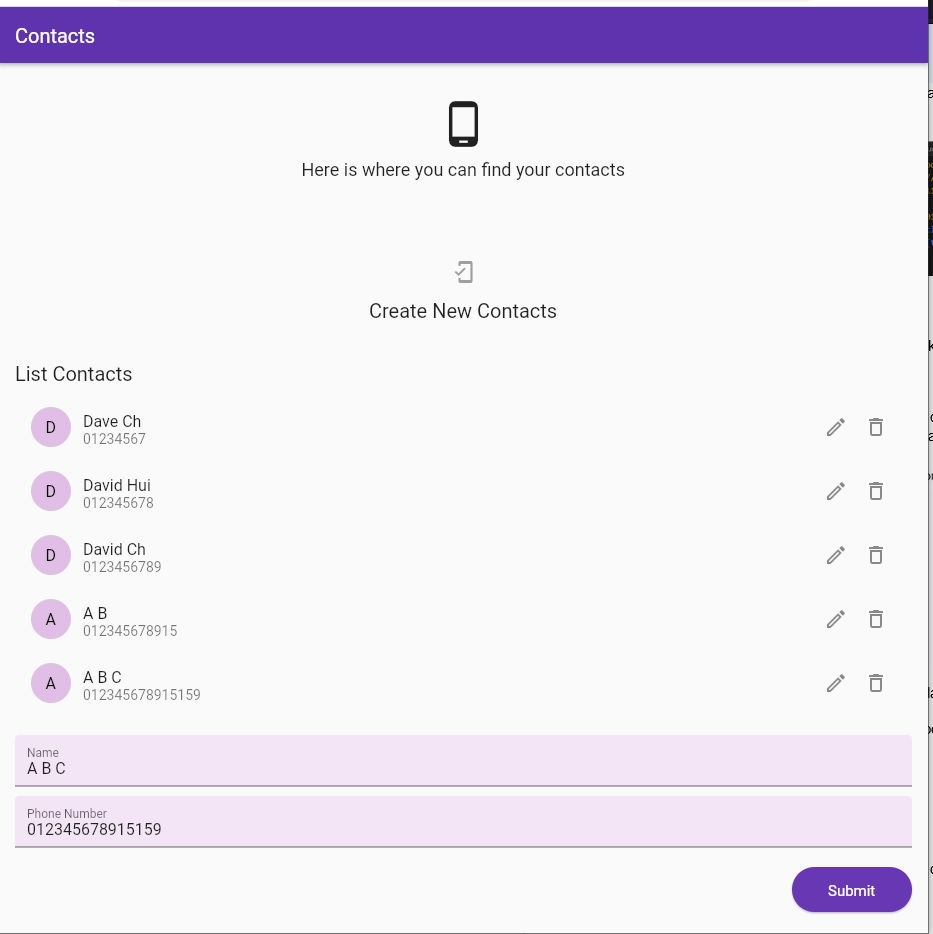 Contacts
Here is where you can find your contacts
Create New Contacts
List Contacts
D
Dave Ch
01234567
D
David Hui
012345678
D
David Ch
0123456789
A
A B
012345678915
A
A B C
012345678915159
Name
A B C
Phone Number
012345678915159
Submit